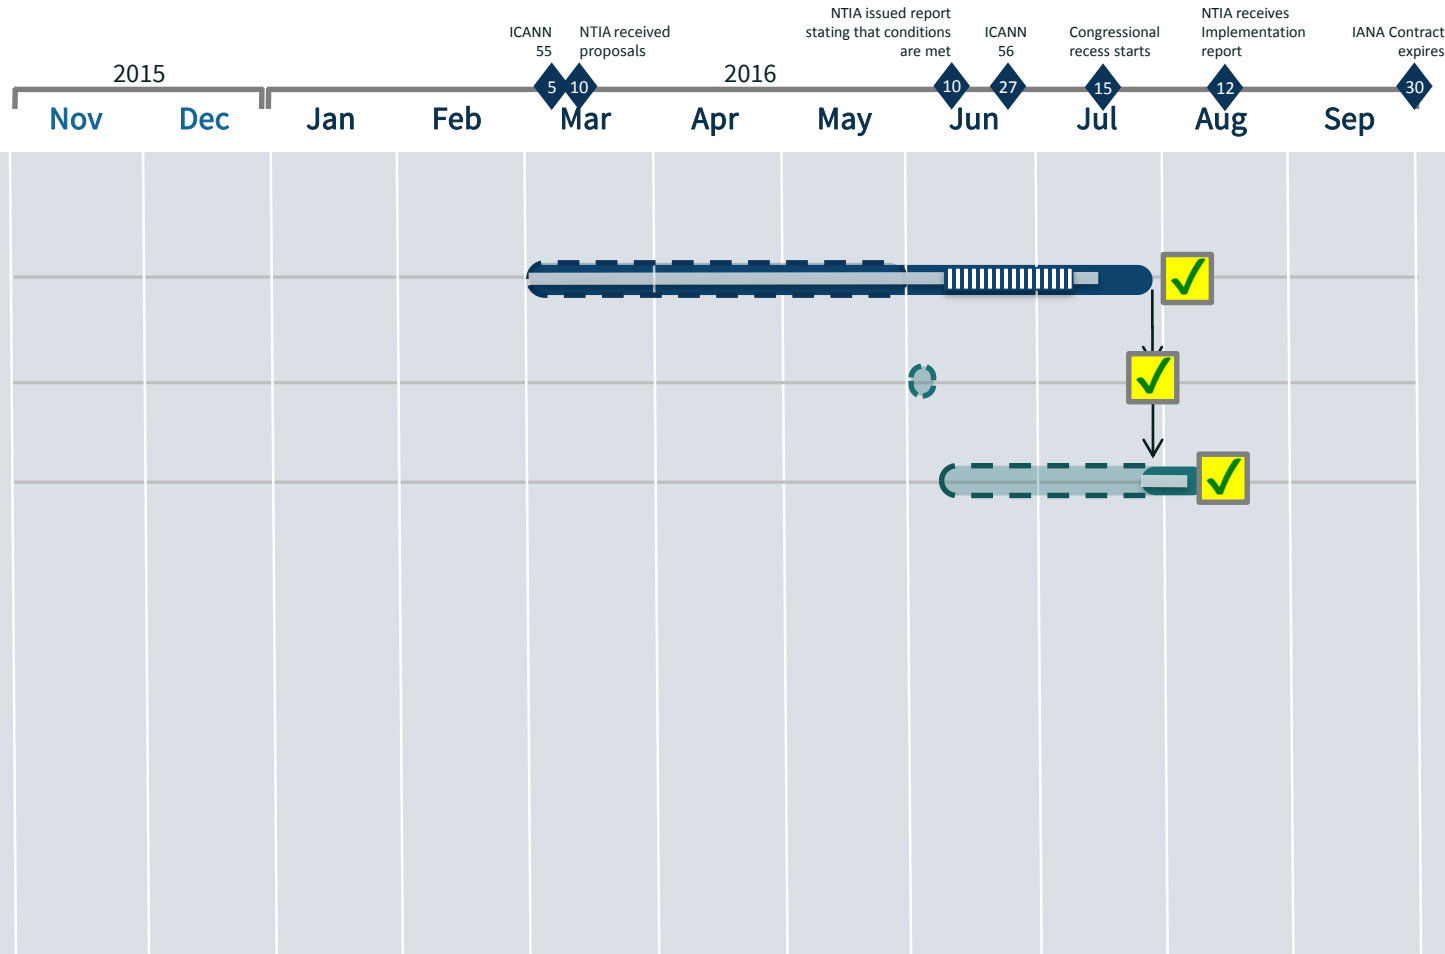 NTIA issued report
stating that conditions
are met
NTIA receives
Implementation
report
ICANN
55
NTIA received
proposals
ICANN
56
Congressional
recess starts
IANA Contract
expires
2015
2016
5
10
10
27
15
12
30
Nov
Dec
Jan
Feb
Mar
Apr
May
Jun
Jul
Aug
Sep